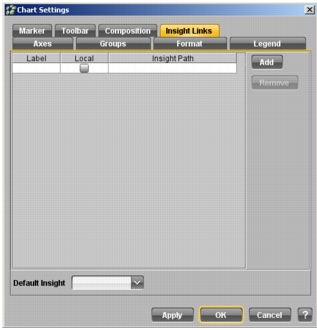 Chart Settings
Marker Toolbar Composition Insight Links
Axes Groups Format Legend
Label Local Insight Path
Add
Remove
Default Insight
Apply OK Cancel ?